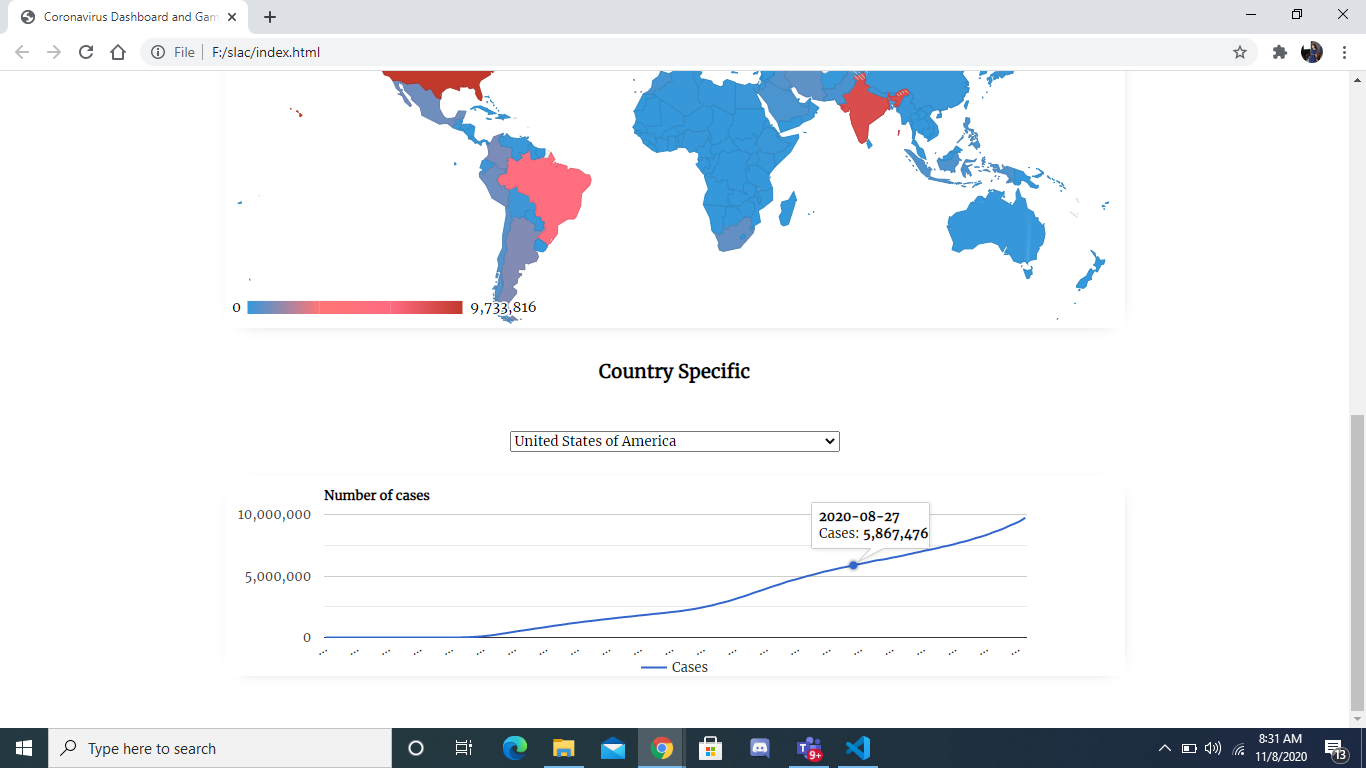 Coronavirus Dashboard and Gam
File
F:/slac/index.html
0
9,733,816
Country Specific
United States of America
Number of cases
10,000,000
5,000,000
0
2020-08-27
Cases: 5,867,476
Cases
Type here to search
9+
8:31 AM
11/8/2020
13